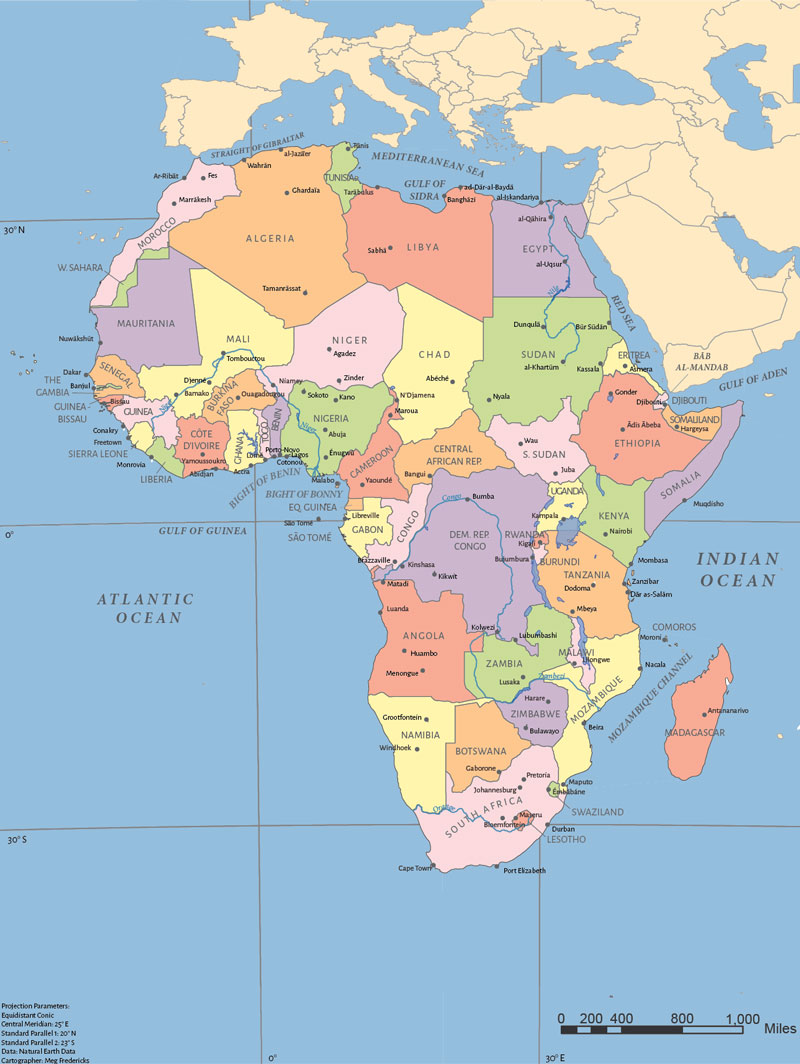 STRAIGHT OF GIBRALTAR
MEDITERRANEAN SEA
al-Jazāer
Tūnis
Wahrān
Ar-Ribāt
Fes
TUNISIA
Ghardaïa
Tarābulus
GULF OF
SIDRA
ad-Dār-al-Baydā
Banghāzī
al-Iskandariya
Marrākesh
al-Qāhira
30° N
MOROCCO
ALGERIA
Sabhā
LIBYA
EGYPT
al-Uqsur
W. SAHARA
Tamanrāssat
Nile
RED SEA
MAURITANIA
Nuwākshūt
MALI
NIGER
Agadez
CHAD
Dunqulā
Būr Sūdān
SUDAN
al-Khartūm
Kassala
ERITREA
Asmera
BĀB
AL-MANDAB
GULF OF ADEN
Tombouctou
Dakar
SENEGAL
THE
GAMBIA
Banjul
Djenné
Bamako
BURKINA
FASO
Ouagadougou
Niamey
Zinder
Sokoto
Kano
N'Djamena
Maroua
Abéché
Nyala
Gonder
Djibouti
DJIBOUTI
GUINEA-
BISSAU
Bissau
GUINEA
Niger
BENIN
TOGO
GHANA
NIGERIA
Abuja
Niger
Adis Ābeba
ETHIOPIA
SOMALILAND
Hargeysa
Conakry
Freetown
SIERRA LEONE
Monrovia
LIBERIA
CÔTE
D'IVOIRE
Yamoussoukro
Abidjan
Accra
Lomé
Porto-Novo
Cotonou
Lagos
Enugwū
CAMEROON
Yaoundé
CENTRAL
AFRICAN REP.
Bangui
Wau
S. SUDAN
Juba
SOMALIA
Muqdisho
BIGHT OF BENIN
Malabo
BIGHT OF BONNY
EQ. GUINEA
Libreville
São Tomé
SÃO TOMÉ
GABON
CONGO
Congo
Bumba
UGANDA
Kampala
KENYA
Nairobi
GULF OF GUINEA
0°
DEM. REP.
CONGO
RWANDA
Kigali
Bujumbura
BURUNDI
TANZANIA
Dodoma
Mombasa
Zanzibar
Dār as-Salām
Mbeya
INDIAN
OCEAN
Brazzaville
Kinshasa
Kikwit
Matadi
ATLANTIC
OCEAN
Luanda
ANGOLA
Huambo
Menongue
Kolwezi
Lubumbashi
ZAMBIA
Lusaka
MALAWI
Lilongwe
COMOROS
Moroni
Nacala
Zambezi
MOZAMBIQUE
MOZAMBIQUE CHANNEL
Harare
ZIMBABWE
Bulawayo
Beira
Antananarivo
MADAGASCAR
Grootfontein
NAMIBIA
Windhoek
BOTSWANA
Gaborone
Pretoria
Johannesburg
Maputo
Ēmbābāne
SWAZILAND
Orange
SOUTH AFRICA
Maseru
Bloemfontein
LESOTHO
Durban
30° S
Cape Town
Port Elizabeth
Projection Parameters:
Equidistant Conic
Central Meridian: 25° E
Standard Parallel 1: 20° N
Standard Parallel 2: 23° S
Data: Natural Earth Data
Cartographer: Meg Fredericks
0 200 400 800 1,000 Miles
0°
30° E